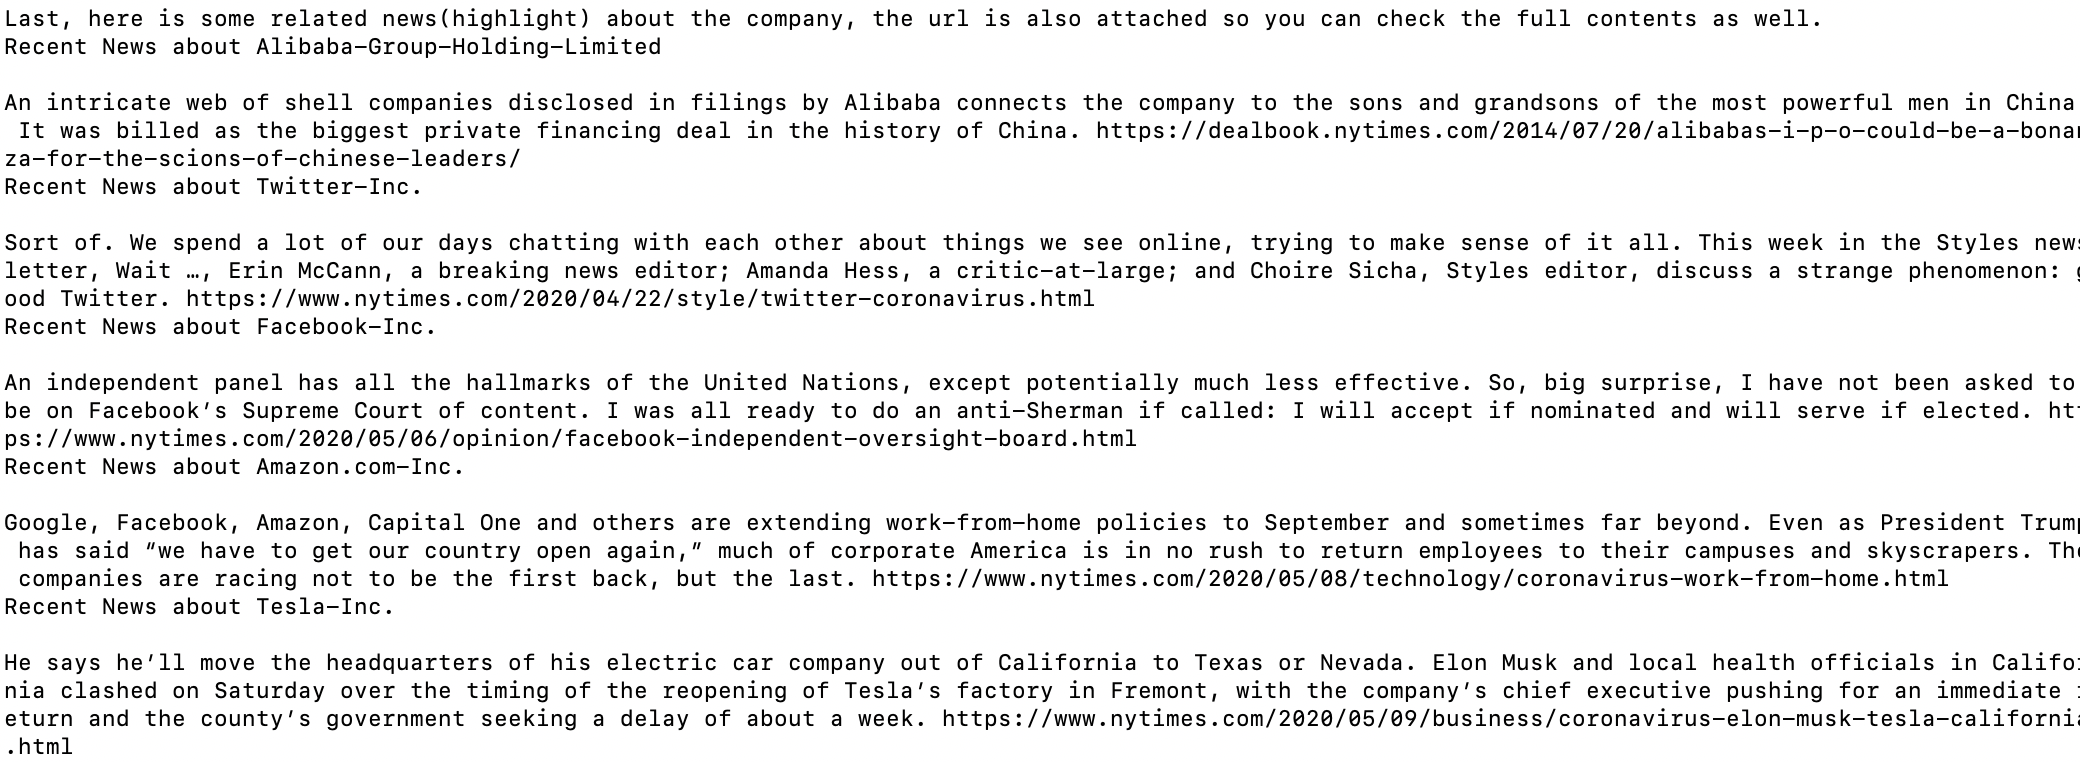 Last, here is some related news(highlight) about the company, the url is also attached so you can check the full contents as well.
Recent News about Alibaba-Group-Holding-Limited
An intricate web of shell companies disclosed in filings by Alibaba connects the company to the sons and grandsons of the most powerful men in China
It was billed as the biggest private financing deal in the history of China. https://dealbook.nytimes.com/2014/07/20/alibabas-i-p-o-could-be-a-bonan
za-for-the-scions-of-chinese-leaders/
Recent News about Twitter-Inc.
Sort of. We spend a lot of our days chatting with each other about things we see online, trying to make sense of it all. This week in the Styles news
letter, Wait …, Erin McCann, a breaking news editor; Amanda Hess, a critic-at-large; and Choire Sicha, Styles editor, discuss a strange phenomenon: g
ood Twitter. https://www.nytimes.com/2020/04/22/style/twitter-coronavirus.html
Recent News about Facebook-Inc.
An independent panel has all the hallmarks of the United Nations, except potentially much less effective. So, big surprise, I have not been asked to
be on Facebook’s Supreme Court of content. I was all ready to do an anti-Sherman if called: I will accept if nominated and will serve if elected. htt
ps://www.nytimes.com/2020/05/06/opinion/facebook-independent-oversight-board.html
Recent News about Amazon.com-Inc.
Google, Facebook, Amazon, Capital One and others are extending work-from-home policies to September and sometimes far beyond. Even as President Trump
has said “we have to get our country open again,” much of corporate America is in no rush to return employees to their campuses and skyscrapers. The
companies are racing not to be the first back, but the last. https://www.nytimes.com/2020/05/08/technology/coronavirus-work-from-home.html
Recent News about Tesla-Inc.
He says he’ll move the headquarters of his electric car company out of California to Texas or Nevada. Elon Musk and local health officials in Califor
nia clashed on Saturday over the timing of the reopening of Tesla’s factory in Fremont, with the company’s chief executive pushing for an immediate r
eturn and the county’s government seeking a delay of about a week. https://www.nytimes.com/2020/05/09/business/coronavirus-elon-musk-tesla-california
.html